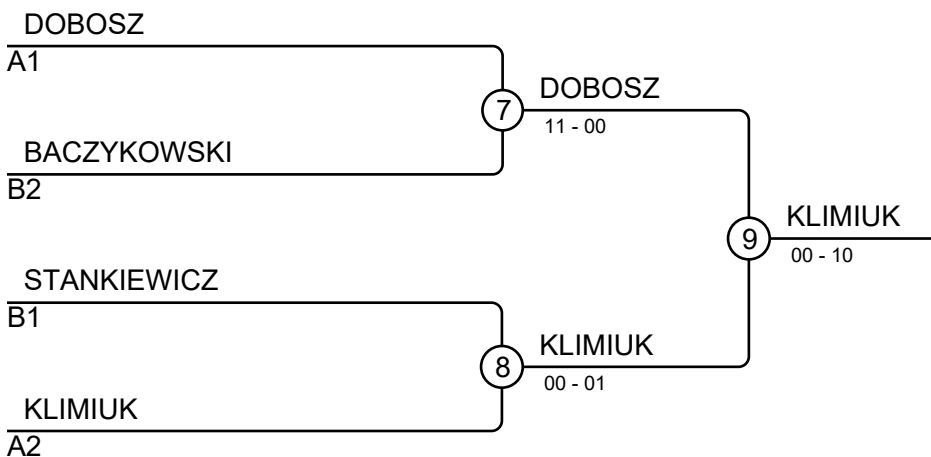 DOBOSZ
A1
7
DOBOSZ
11 - 00
BACZYKOWSKI
B2
9
KLIMIUK
00 - 10
STANKIEWICZ
B1
8
KLIMIUK
00 - 01
KLIMIUK
A2